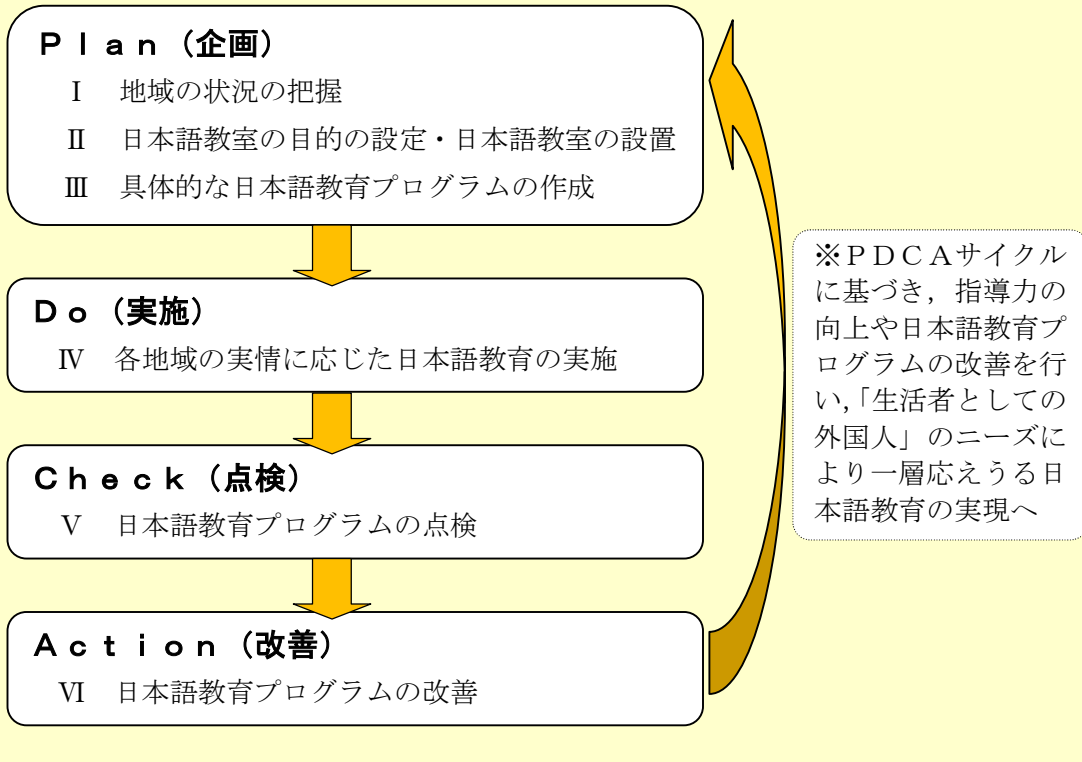 Ｐｌａｎ（企画）
Ⅰ　地域の状況の把握
Ⅱ　日本語教室の目的の設定・日本語教室の設置
Ⅲ　具体的な日本語教育プログラムの作成
Ｄｏ（実施）
Ⅳ　各地域の実情に応じた日本語教育の実施
Ｃｈｅｃｋ（点検）
Ⅴ　日本語教育プログラムの点検
Ａｃｔｉｏｎ（改善）
Ⅵ　日本語教育プログラムの改善
※ＰＤＣＡサイクル
に基づき，指導力の
向上や日本語教育プ
ログラムの改善を行
い，「生活者としての
外国人」のニーズに
より一層応えうる日
本語教育の実現へ